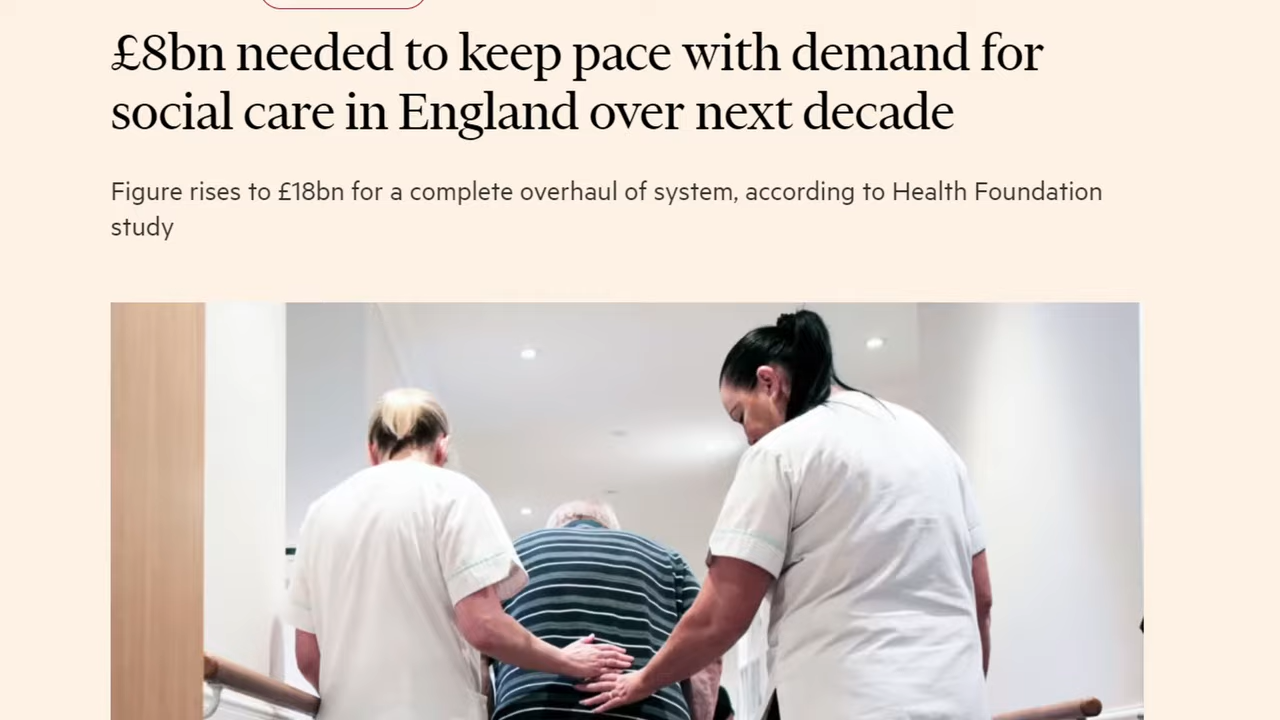 £8bn needed to keep pace with demand for
social care in England over next decade
Figure rises to £18bn for a complete overhaul of system, according to Health Foundation
study